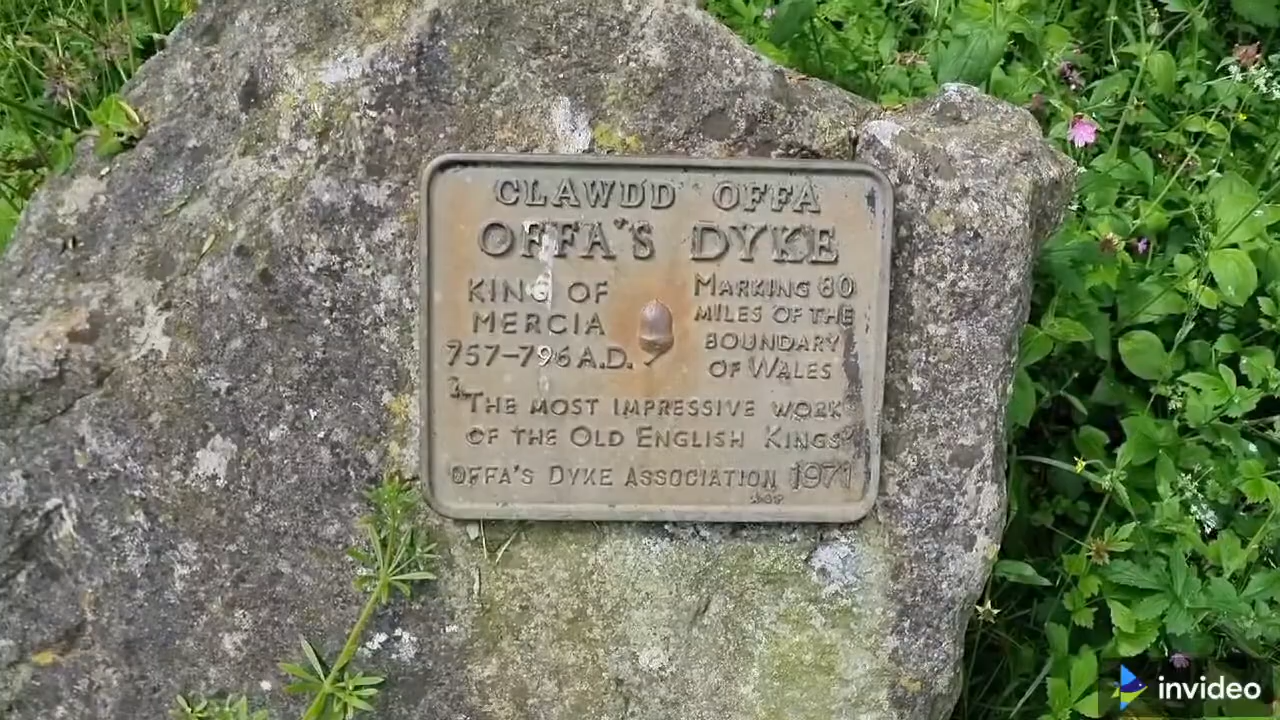 CLAWDD OFFA
OFFA'S DYKE
KING OF
MERCIA
757-796 A.D.
MARKING 80
MILES OF THE
BOUNDARY
OF WALES
"THE MOST IMPRESSIVE WORK
OF THE OLD ENGLISH KINGS"
OFFA'S DYKE ASSOCIATION 1971
invideo